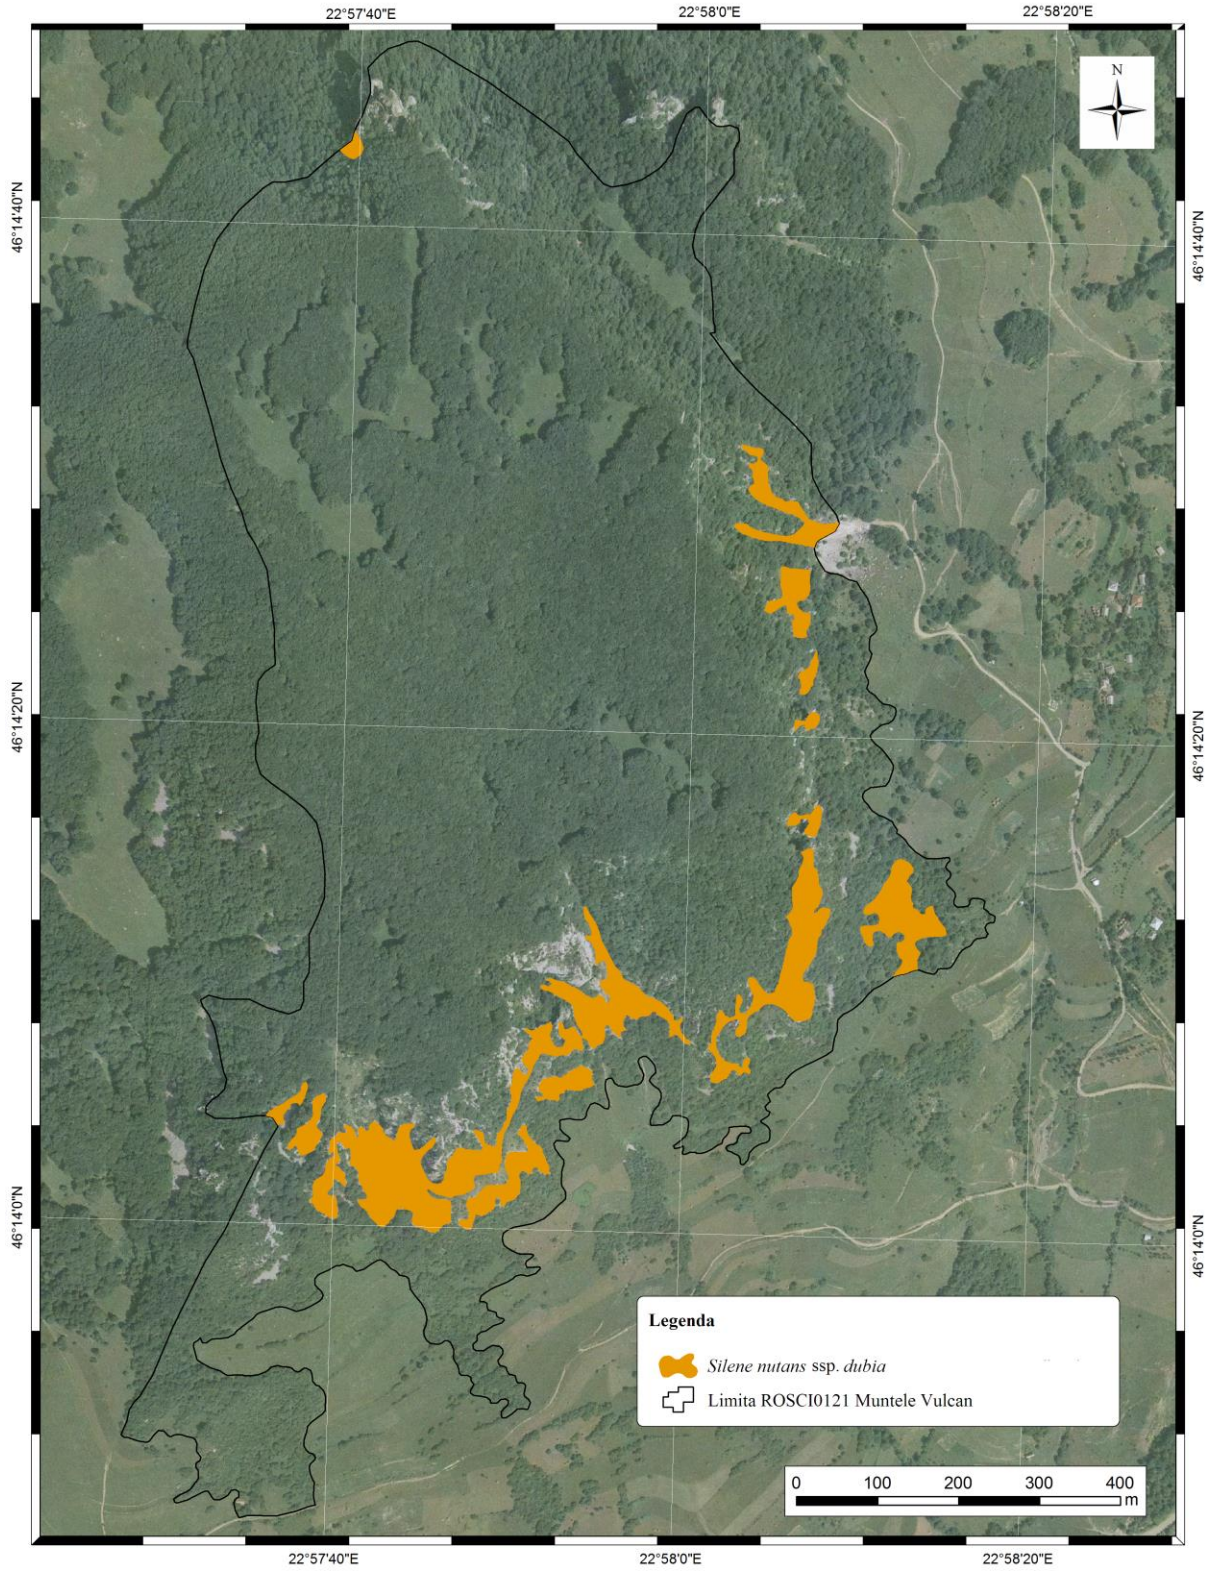 22°57'40"E
22°58'0"E
22°58'20"E
N
46°14'40"N
46°14'40"N
46°14'20"N
46°14'20"N
46°14'0"N
46°14'0"N
Legenda
Silene nutans ssp. dubia
Limita ROSCI0121 Muntele Vulcan
0 100 200 300 400
m
22°57'40"E
22°58'0"E
22°58'20"E